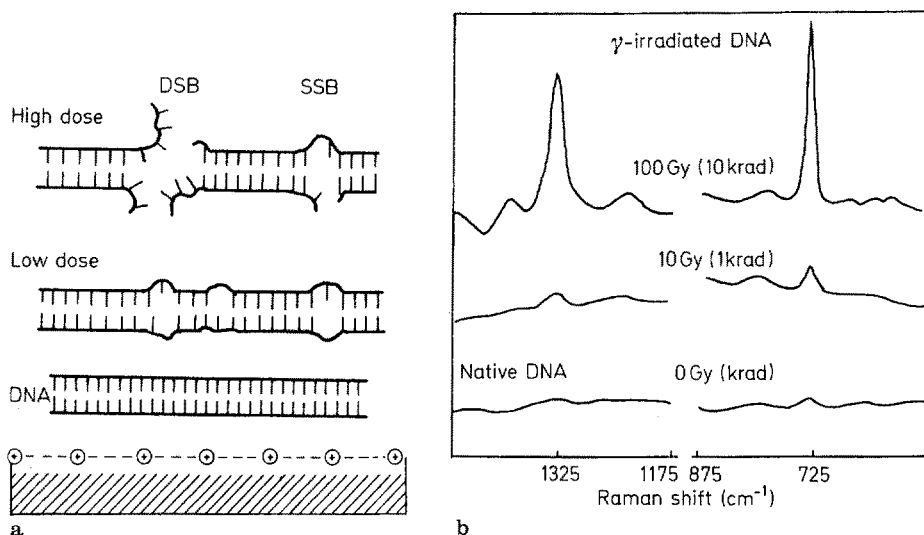 DSB SSB
High dose
Low dose
DNA
a
γ-irradiated DNA
100 Gy (10 krad)
10 Gy (1 krad)
Native DNA 0 Gy (krad)
1325 1175 875 725
Raman shift (cm⁻¹)
b